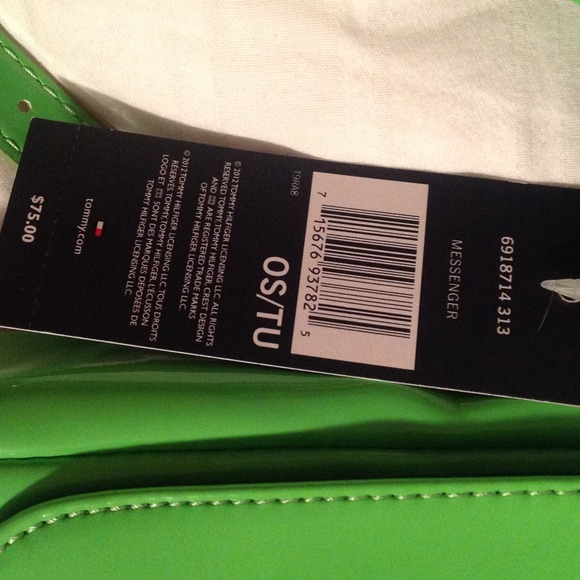 6918714 313
MESSENGER
7 15676 93782 5
T9RA8
OS/TU
© 2012 TOMMY HILFIGER LICENSING LLC. ALL RIGHTS
RESERVED. TOMMY, TOMMY HILFIGER, CREST DESIGN
AND ARE REGISTERED TRADE MARKS
OF TOMMY HILFIGER LICENSING LLC.
© 2012 TOMMY HILFIGER LICENSING LLC. TOUS DROITS
RÉSERVÉS. TOMMY, TOMMY HILFIGER, L'ÉCUSSON
LOGO ET SONT DES MARQUES DÉPOSÉES DE
TOMMY HILFIGER LICENSING LLC.
tommy.com
$75.00